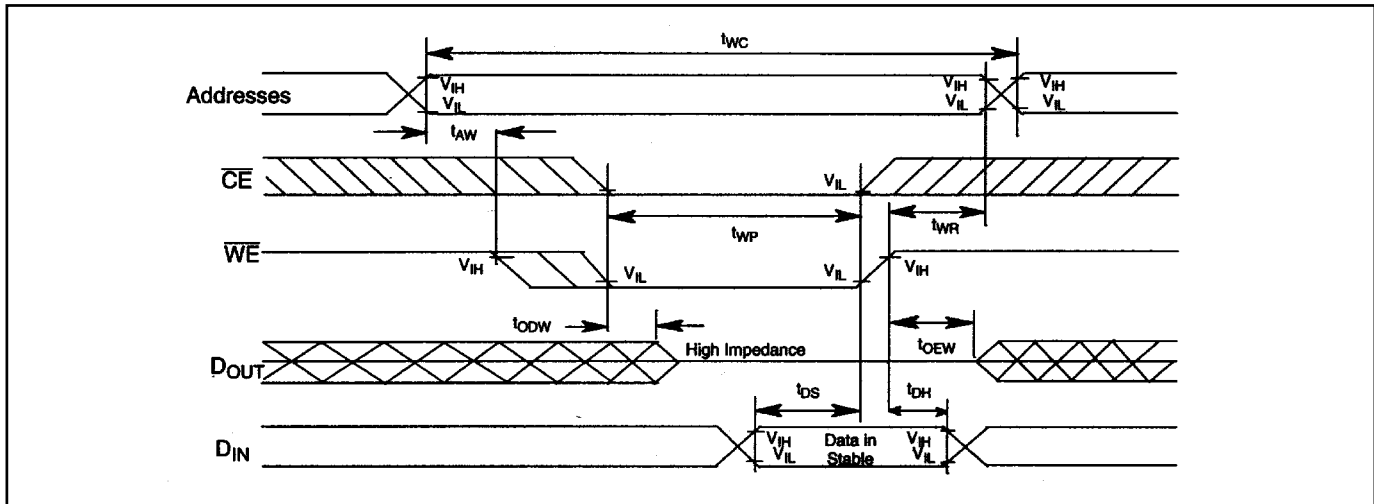 tWC
Addresses
VIH
VIL
VIH
VIL
VIH
VIL
tAW
CE
VIL
tWP
tWR
WE
VIH
VIL
VIL
VIH
tODW
tOEW
DOUT
High Impedance
tDS
tDH
DIN
VIH
VIL
Data in
Stable
VIH
VIL